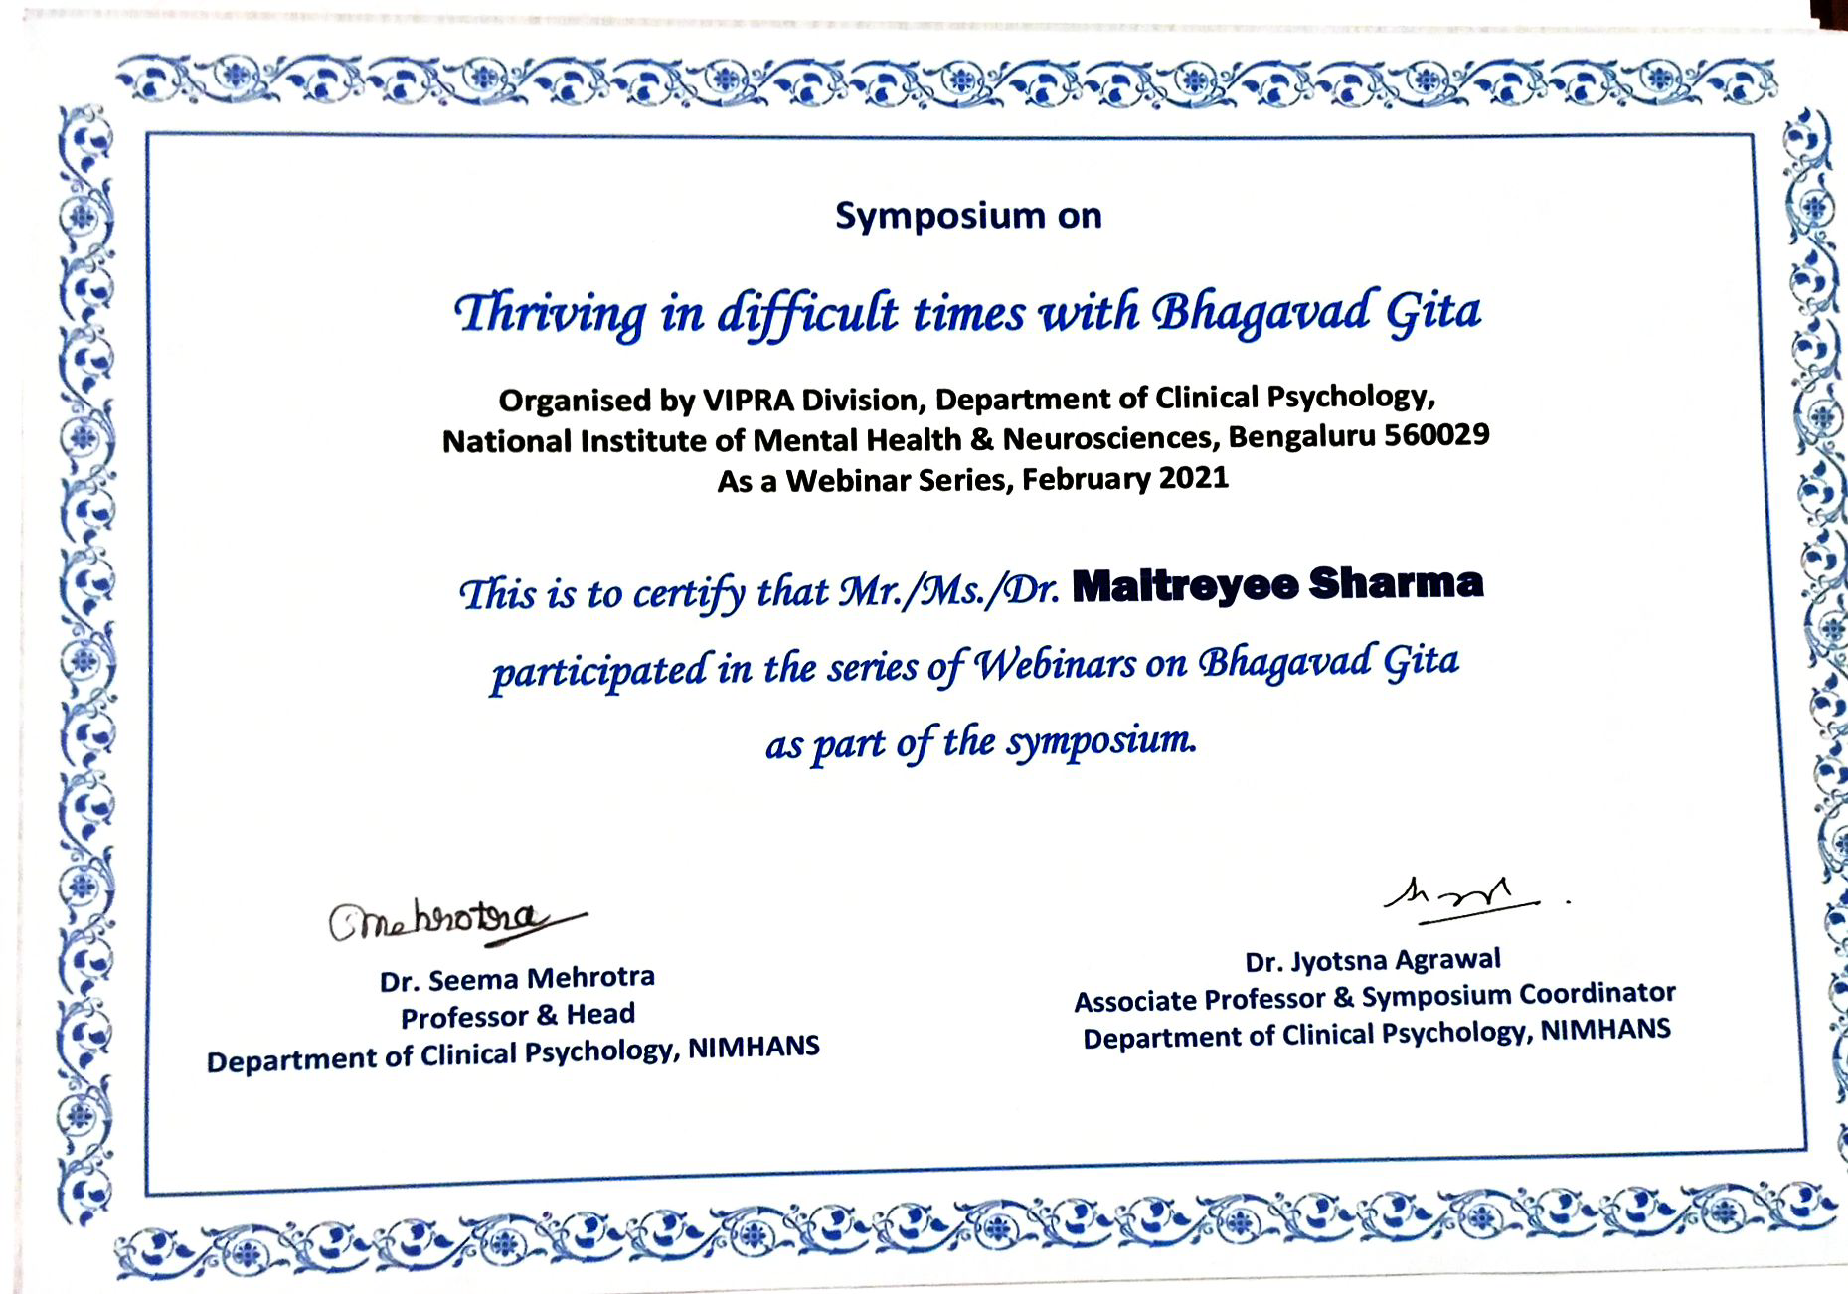 Symposium on
Thriving in difficult times with Bhagavad Gita
Organised by VIPRA Division, Department of Clinical Psychology,
National Institute of Mental Health & Neurosciences, Bengaluru 560029
As a Webinar Series, February 2021
This is to certify that Mr./Ms./Dr. Maitreyee Sharma
participated in the series of Webinars on Bhagavad Gita
as part of the symposium.
Smehrotra
Dr. Seema Mehrotra
Professor & Head
Department of Clinical Psychology, NIMHANS
Dr. Jyotsna Agrawal
Associate Professor & Symposium Coordinator
Department of Clinical Psychology, NIMHANS